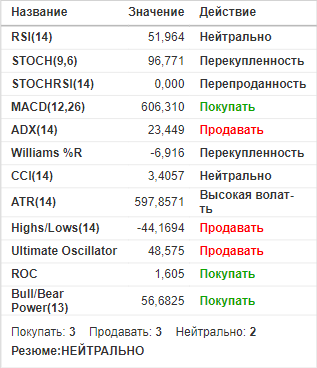 Название Значение Действие
RSI(14) 51,964 Нейтрально
STOCH(9,6) 96,771 Перекупленность
STOCHRSI(14) 0,000 Перепроданность
MACD(12,26) 606,310 Покупать
ADX(14) 23,449 Продавать
Williams %R -6,916 Перекупленность
CCI(14) 3,4057 Нейтрально
ATR(14) 597,8571 Высокая волат-
ть
Highs/Lows(14) -44,1694 Продавать
Ultimate Oscillator 48,575 Продавать
ROC 1,605 Покупать
Bull/Bear
Power(13) 56,6825 Покупать
Покупать: 3 Продавать: 3 Нейтрально: 2
Резюме:НЕЙТРАЛЬНО